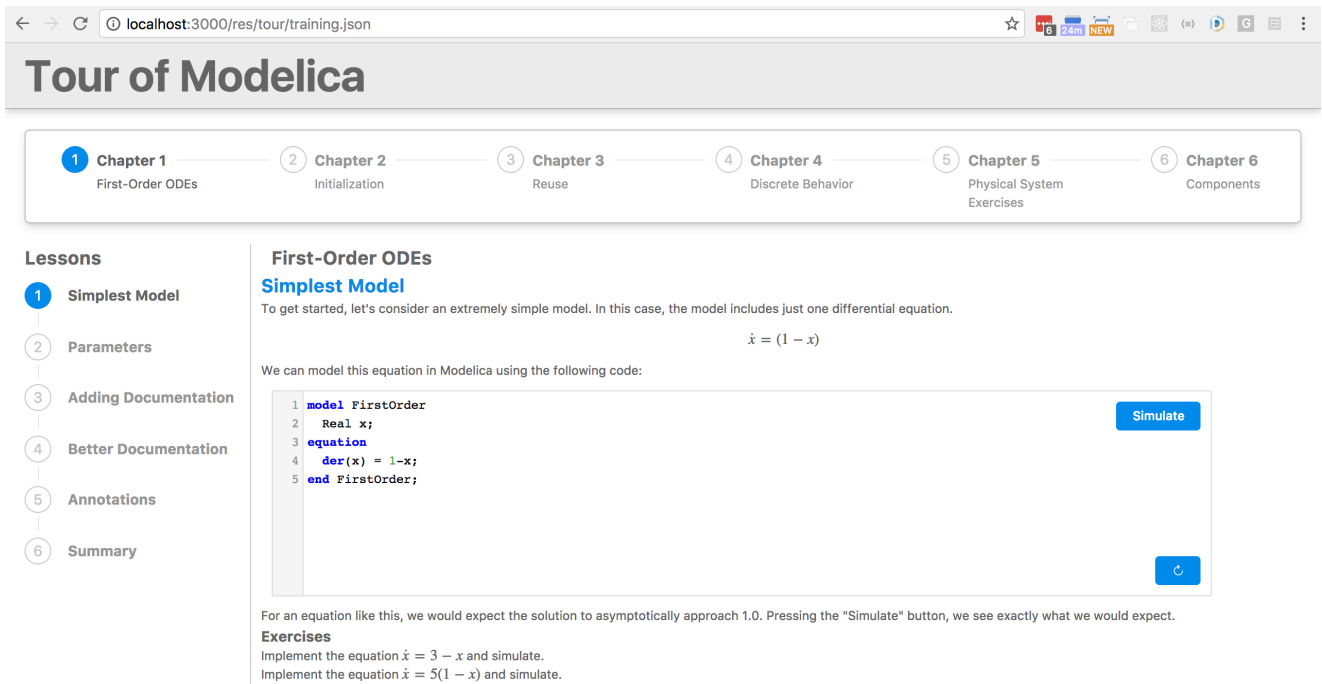 localhost:3000/res/tour/training.json
6 24m NEW {=} D G
Tour of Modelica
1 Chapter 1 2 Chapter 2 3 Chapter 3 4 Chapter 4 5 Chapter 5 6 Chapter 6
First-Order ODEs Initialization Reuse Discrete Behavior Physical System Components
Exercises
Lessons
1 Simplest Model
2 Parameters
3 Adding Documentation
4 Better Documentation
5 Annotations
6 Summary
First-Order ODEs
Simplest Model
To get started, let's consider an extremely simple model. In this case, the model includes just one differential equation.
ẋ = (1 − x)
We can model this equation in Modelica using the following code:
1 model FirstOrder
2 Real x;
3 equation
4 der(x) = 1-x;
5 end FirstOrder;
Simulate
For an equation like this, we would expect the solution to asymptotically approach 1.0. Pressing the "Simulate" button, we see exactly what we would expect.
Exercises
Implement the equation ẋ = 3 − x and simulate.
Implement the equation ẋ = 5(1 − x) and simulate.